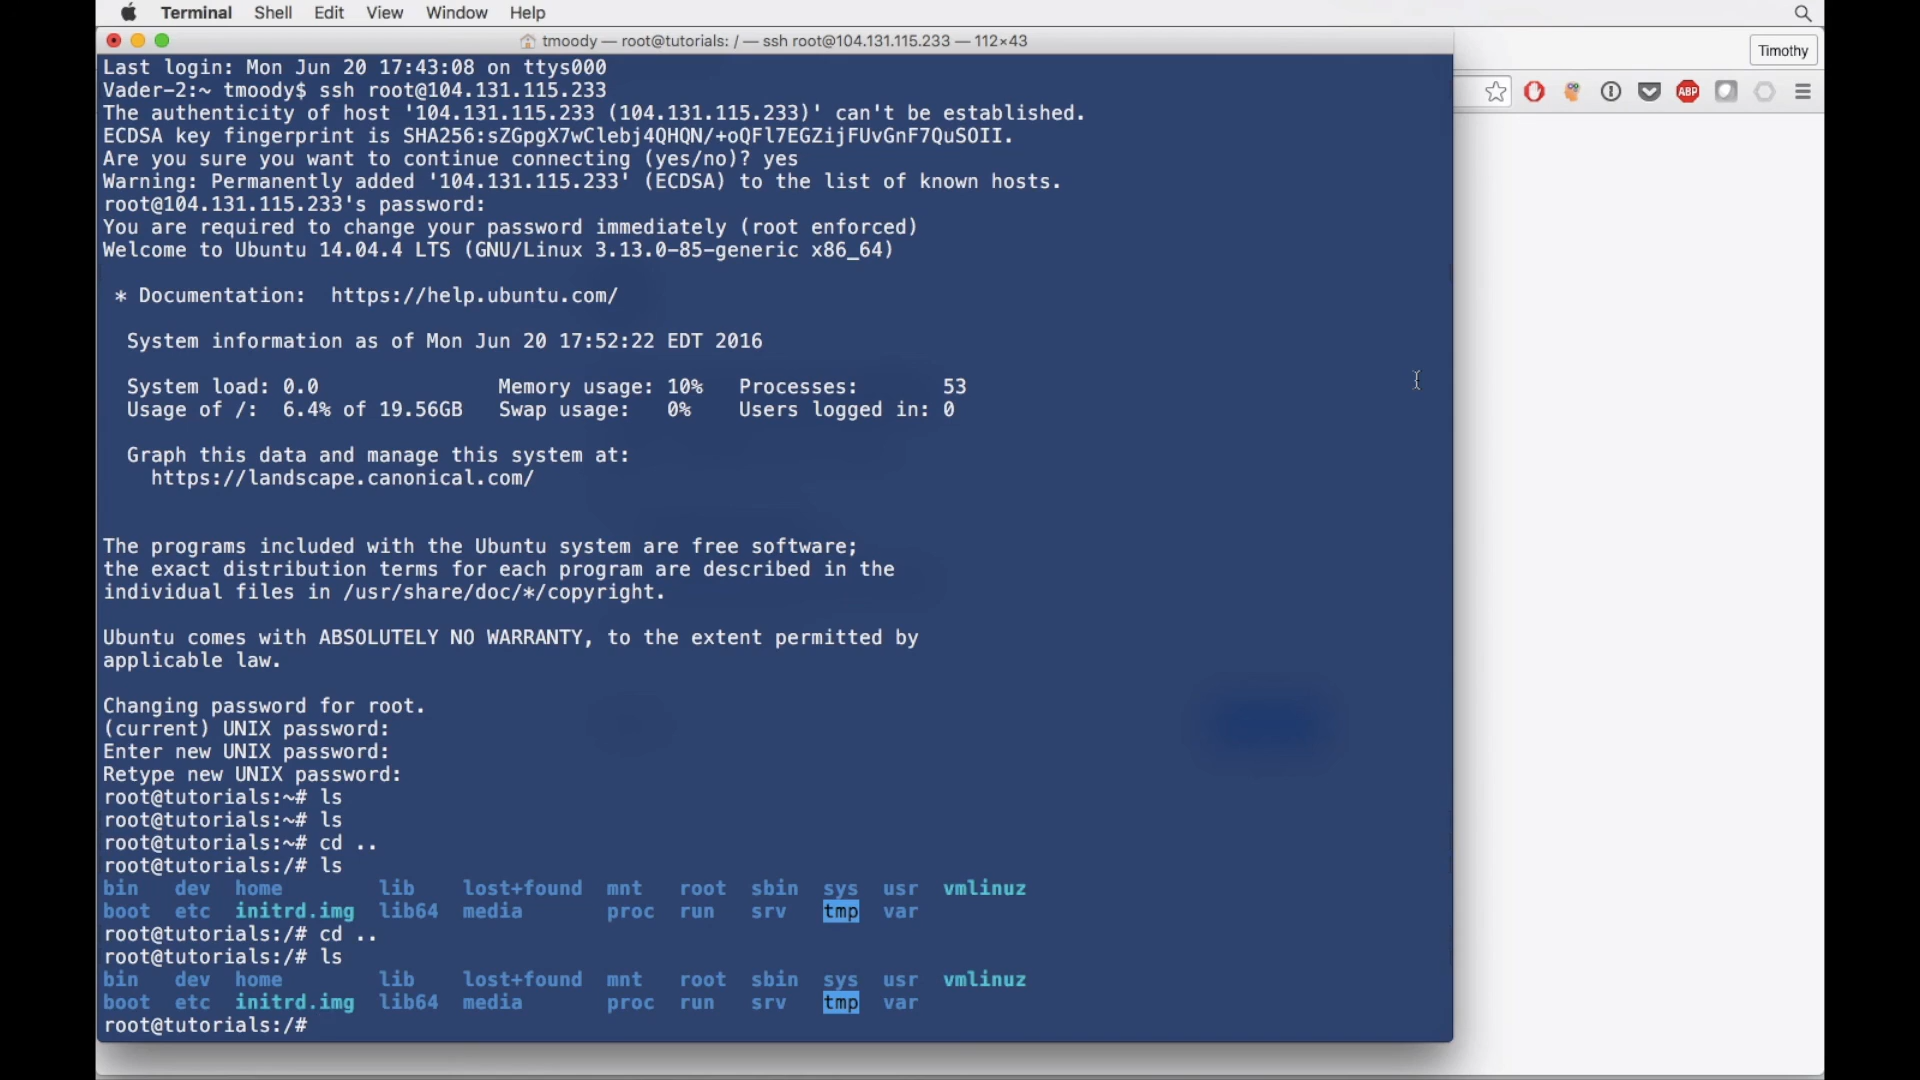 Terminal Shell Edit View Window Help
tmoody — root@tutorials: / — ssh root@104.131.115.233 — 112×43
Timothy
ABP
Last login: Mon Jun 20 17:43:08 on ttys000
Vader-2:~ tmoody$ ssh root@104.131.115.233
The authenticity of host '104.131.115.233 (104.131.115.233)' can't be established.
ECDSA key fingerprint is SHA256:sZGpgX7wClebj4QHQN/+oQFl7EGZijFUvGnF7QuSOII.
Are you sure you want to continue connecting (yes/no)? yes
Warning: Permanently added '104.131.115.233' (ECDSA) to the list of known hosts.
root@104.131.115.233's password:
You are required to change your password immediately (root enforced)
Welcome to Ubuntu 14.04.4 LTS (GNU/Linux 3.13.0-85-generic x86_64)
* Documentation:  https://help.ubuntu.com/
System information as of Mon Jun 20 17:52:22 EDT 2016
System load: 0.0               Memory usage: 10%   Processes:       53
Usage of /:  6.4% of 19.56GB   Swap usage:   0%    Users logged in: 0
Graph this data and manage this system at:
https://landscape.canonical.com/
The programs included with the Ubuntu system are free software;
the exact distribution terms for each program are described in the
individual files in /usr/share/doc/*/copyright.
Ubuntu comes with ABSOLUTELY NO WARRANTY, to the extent permitted by
applicable law.
Changing password for root.
(current) UNIX password:
Enter new UNIX password:
Retype new UNIX password:
root@tutorials:~# ls
root@tutorials:~# ls
root@tutorials:~# cd ..
root@tutorials:/# ls
bin   dev  home        lib    lost+found  mnt   root  sbin  sys  usr  vmlinuz
boot  etc  initrd.img  lib64  media       proc  run   srv   tmp  var
root@tutorials:/# cd ..
root@tutorials:/# ls
bin   dev  home        lib    lost+found  mnt   root  sbin  sys  usr  vmlinuz
boot  etc  initrd.img  lib64  media       proc  run   srv   tmp  var
root@tutorials:/#